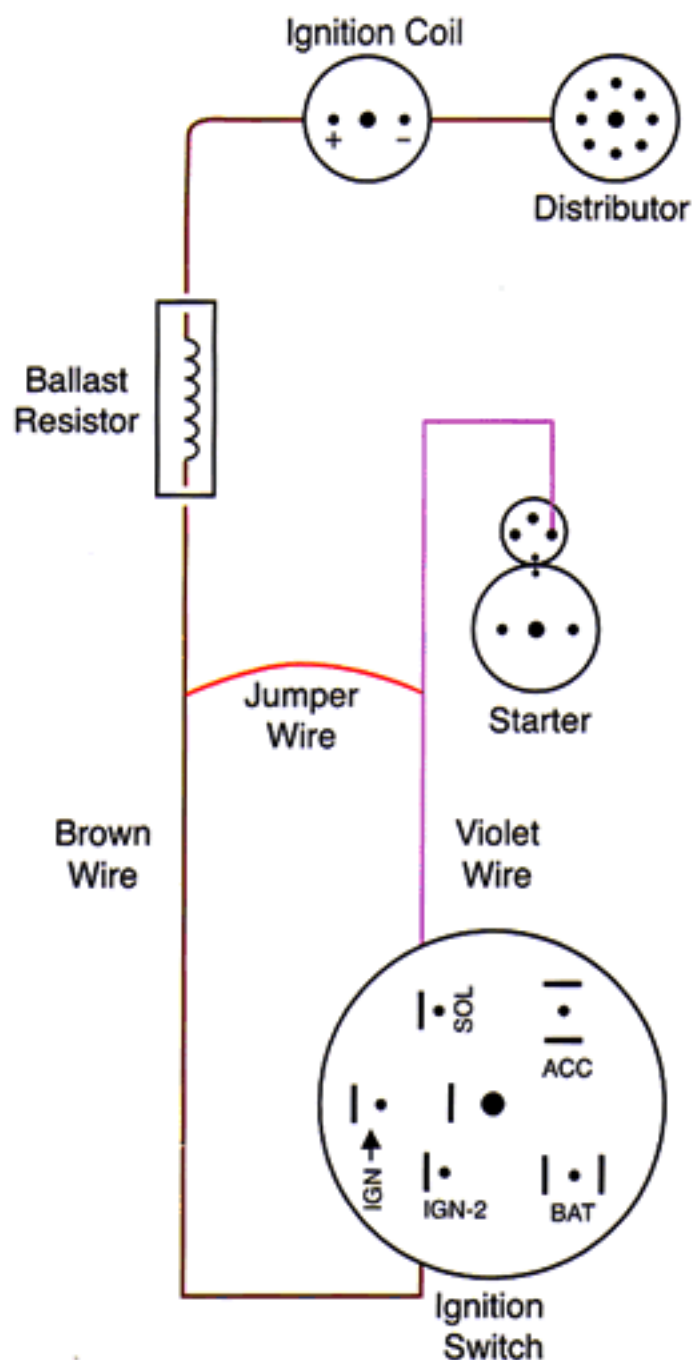 Ignition Coil
+ −
Distributor
Ballast
Resistor
Jumper
Wire
Starter
Brown
Wire
Violet
Wire
SOL
ACC
IGN
IGN-2
BAT
Ignition
Switch